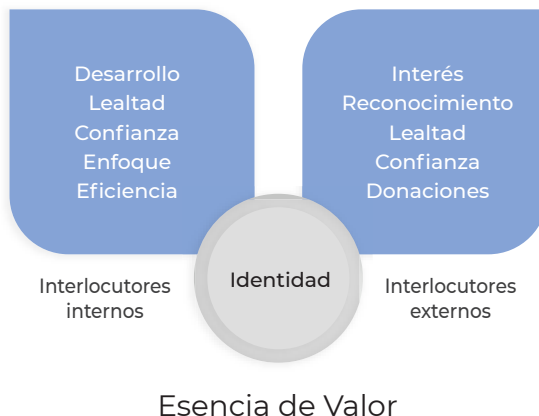 Desarrollo
Lealtad
Confianza
Enfoque
Eficiencia
Interés
Reconocimiento
Lealtad
Confianza
Donaciones
Identidad
Interlocutores
internos
Interlocutores
externos
Esencia de Valor